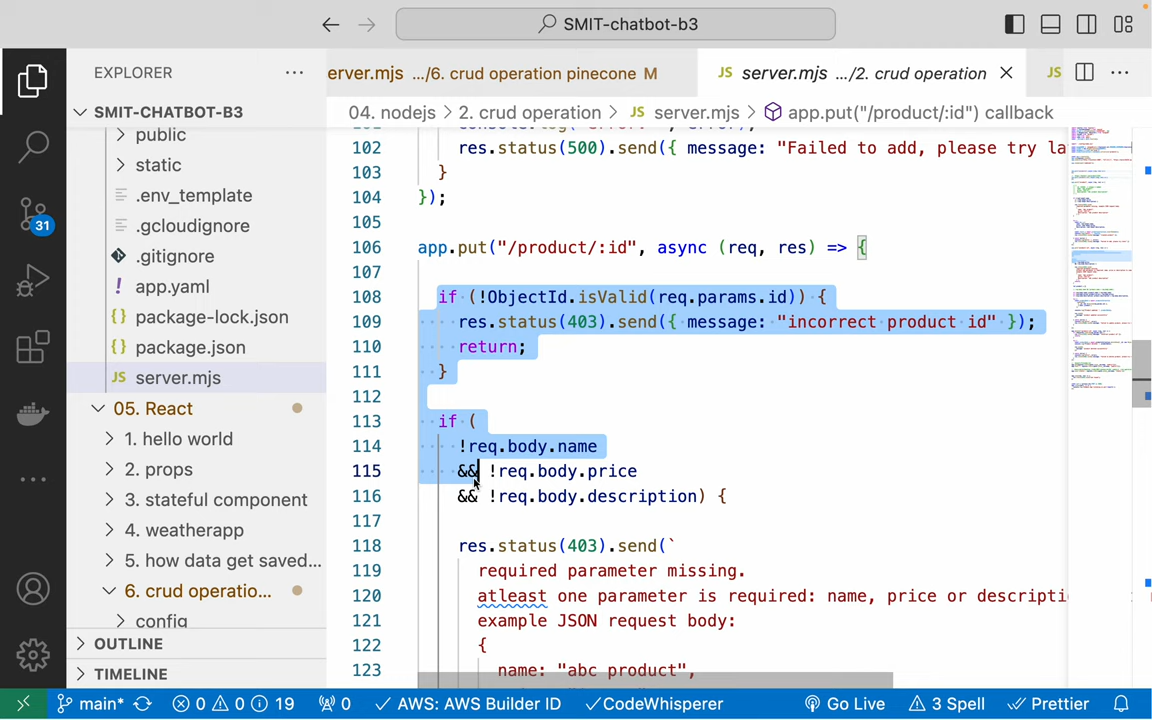 SMIT-chatbot-b3
EXPLORER
erver.mjs .../6. crud operation pinecone M
JS server.mjs .../2. crud operation
JS
SMIT-CHATBOT-B3
04. nodejs > 2. crud operation > JS server.mjs > app.put("/product/:id") callback
public
static
.env_template
.gcloudignore
.gitignore
! app.yaml
{} package-lock.json
{} package.json
JS server.mjs
05. React
1. hello world
2. props
3. stateful component
4. weatherapp
5. how data get saved...
6. crud operatio...
config
OUTLINE
TIMELINE
31
102 res.status(500).send({ message: "Failed to add, please try la
103 }
104 });
105
106 app.put("/product/:id", async (req, res) => {
107
108 if (!ObjectId.isValid(req.params.id)) {
109 res.status(403).send({ message: "incorrect product id" });
110 return;
111 }
112
113 if (
114 !req.body.name
115 && !req.body.price
116 && !req.body.description) {
117
118 res.status(403).send(`
119 required parameter missing.
120 atleast one parameter is required: name, price or descripti
121 example JSON request body:
122 {
123 name: "abc product",
main* 0 0 19 0 AWS: AWS Builder ID CodeWhisperer Go Live 3 Spell Prettier